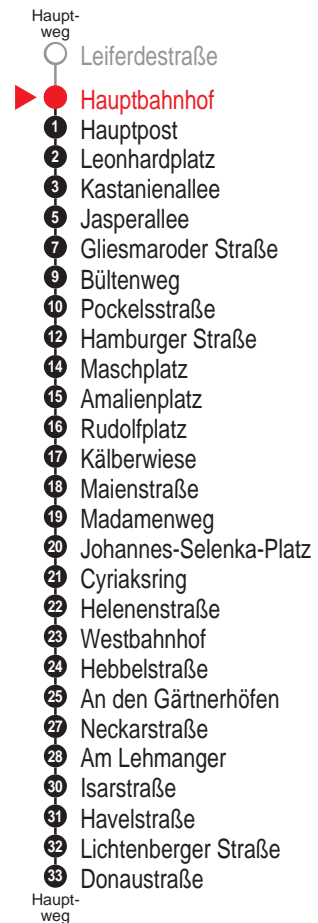 Haupt-
weg
Leiferdestraße
Hauptbahnhof
1 Hauptpost
2 Leonhardplatz
3 Kastanienallee
5 Jasperallee
7 Gliesmaroder Straße
9 Bültenweg
10 Pockelsstraße
12 Hamburger Straße
14 Maschplatz
15 Amalienplatz
16 Rudolfplatz
17 Kälberwiese
18 Maienstraße
19 Madamenweg
20 Johannes-Selenka-Platz
21 Cyriaksring
22 Helenenstraße
23 Westbahnhof
24 Hebbelstraße
25 An den Gärtnerhöfen
27 Neckarstraße
28 Am Lehmanger
30 Isarstraße
31 Havelstraße
32 Lichtenberger Straße
33 Donaustraße
Haupt-
weg